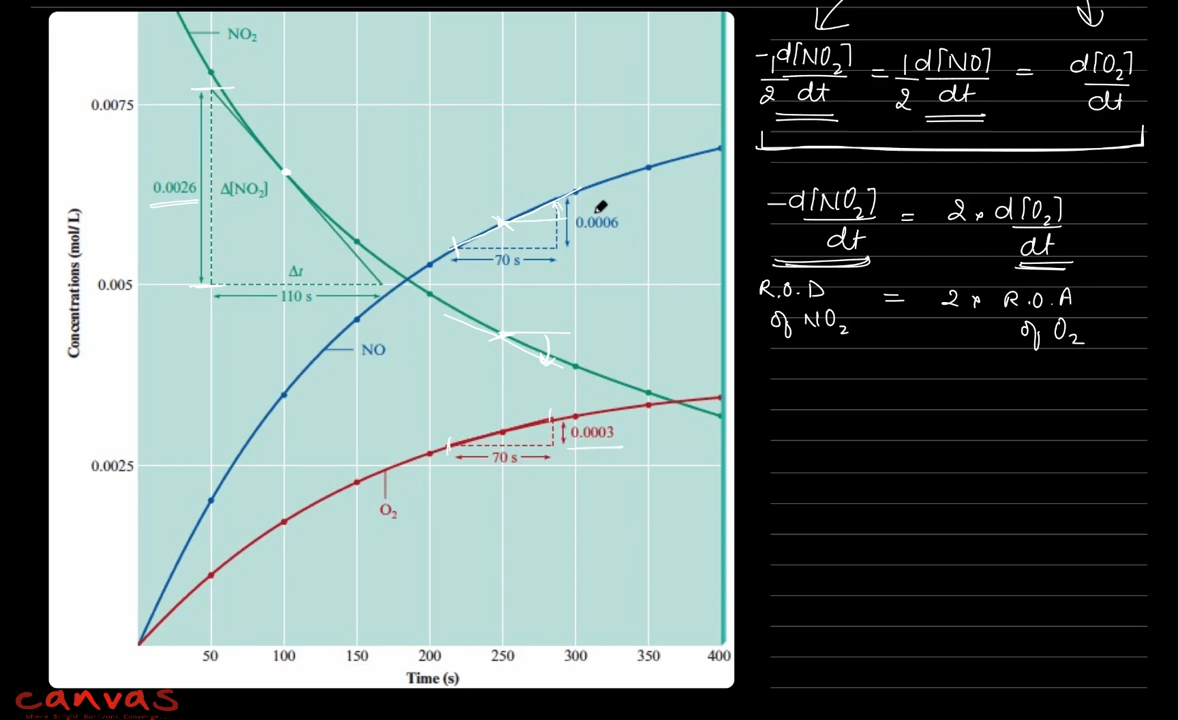 NO₂
0.0075
0.0026
Δ[NO₂]
Δt
110 s
0.005
Concentrations (mol/L)
0.0006
70 s
NO
0.0003
70 s
0.0025
O₂
50 100 150 200 250 300 350 400
Time (s)
-1/2 d[NO₂]/dt = 1/2 d[NO]/dt = d[O₂]/dt
-d[NO₂]/dt = 2 × d[O₂]/dt
R.O.D = 2 × R.O.A
of NO₂ of O₂
canvas